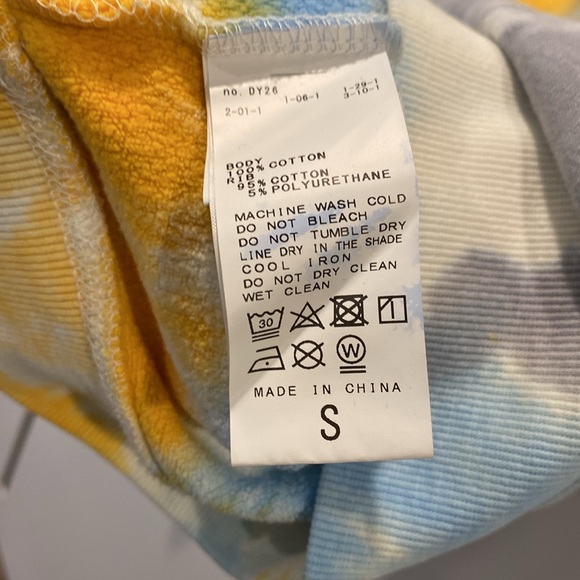 no. DY26
1-29-1
1-06-1
3-10-1
2-01-1
BODY
100% COTTON
RIB
95% COTTON
5% POLYURETHANE
MACHINE WASH COLD
DO NOT BLEACH
DO NOT TUMBLE DRY
LINE DRY IN THE SHADE
COOL IRON
DO NOT DRY CLEAN
WET CLEAN
30
W
MADE IN CHINA
S